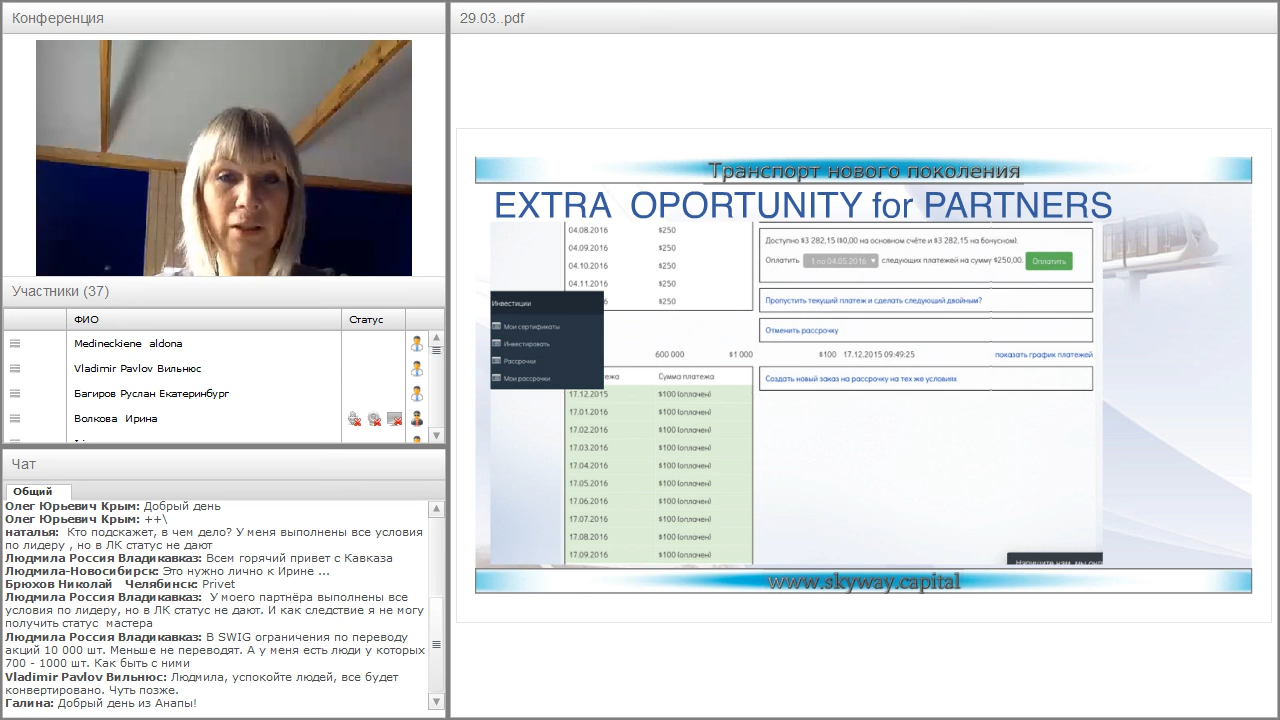 Конференция
Участники (37)
ФИО Статус
Medineckiene aldona
Vladimir Pavlov Вильнюс
Багиров Руслан Екатеринбург
Волкова Ирина
Чат
Общий
Олег Юрьевич Крым: Добрый день
Олег Юрьевич Крым: ++\
наталья: Кто подскажет, в чем дело? У меня выполнены все условия
по лидеру , но в ЛК статус не дают
Людмила Россия Владикавказ: Всем горячий привет с Кавказа
Людмила-Новосибирск: Это нужно лично к Ирине ...
Брюхов Николай Челябинск: Privet
Людмила Россия Владикавказ: У моего партнёра выполнены все
условия по лидеру, но в ЛК статус не дают. И как следствие я не могу
получить статус мастера
Людмила Россия Владикавказ: В SWIG ограничения по переводу
акций 10 000 шт. Меньше не переводят. А у меня есть люди у которых
700 - 1000 шт. Как быть с ними
Vladimir Pavlov Вильнюс: Людмила, успокойте людей, все будет
конвертировано. Чуть позже.
Галина: Добрый день из Анапы!
29.03..pdf
Транспорт нового поколения
EXTRA OPORTUNITY for PARTNERS
04.08.2016 $250
04.09.2016 $250
04.10.2016 $250
04.11.2016 $250
6 $250
Доступно $3 282,15 ($0,00 на основном счёте и $3 282,15 на бонусном).
Оплатить 1 по 04.05.2016 следующих платежей на сумму $250,00. Оплатить
Пропустить текущий платеж и сделать следующий двойным?
Отменить рассрочку
Инвестиции
Мои сертификаты
Инвестировать
Рассрочки
Мои рассрочки
600 000 $1 000 $100 17.12.2015 09:49:25 показать график платежей
тежа Сумма платежа
Создать новый заказ на рассрочку на тех же условиях
17.12.2015 $100 (оплачен)
17.01.2016 $100 (оплачен)
17.02.2016 $100 (оплачен)
17.03.2016 $100 (оплачен)
17.04.2016 $100 (оплачен)
17.05.2016 $100 (оплачен)
17.06.2016 $100 (оплачен)
17.07.2016 $100 (оплачен)
17.08.2016 $100 (оплачен)
17.09.2016 $100 (оплачен)
Напишите нам, мы
www.skyway.capital